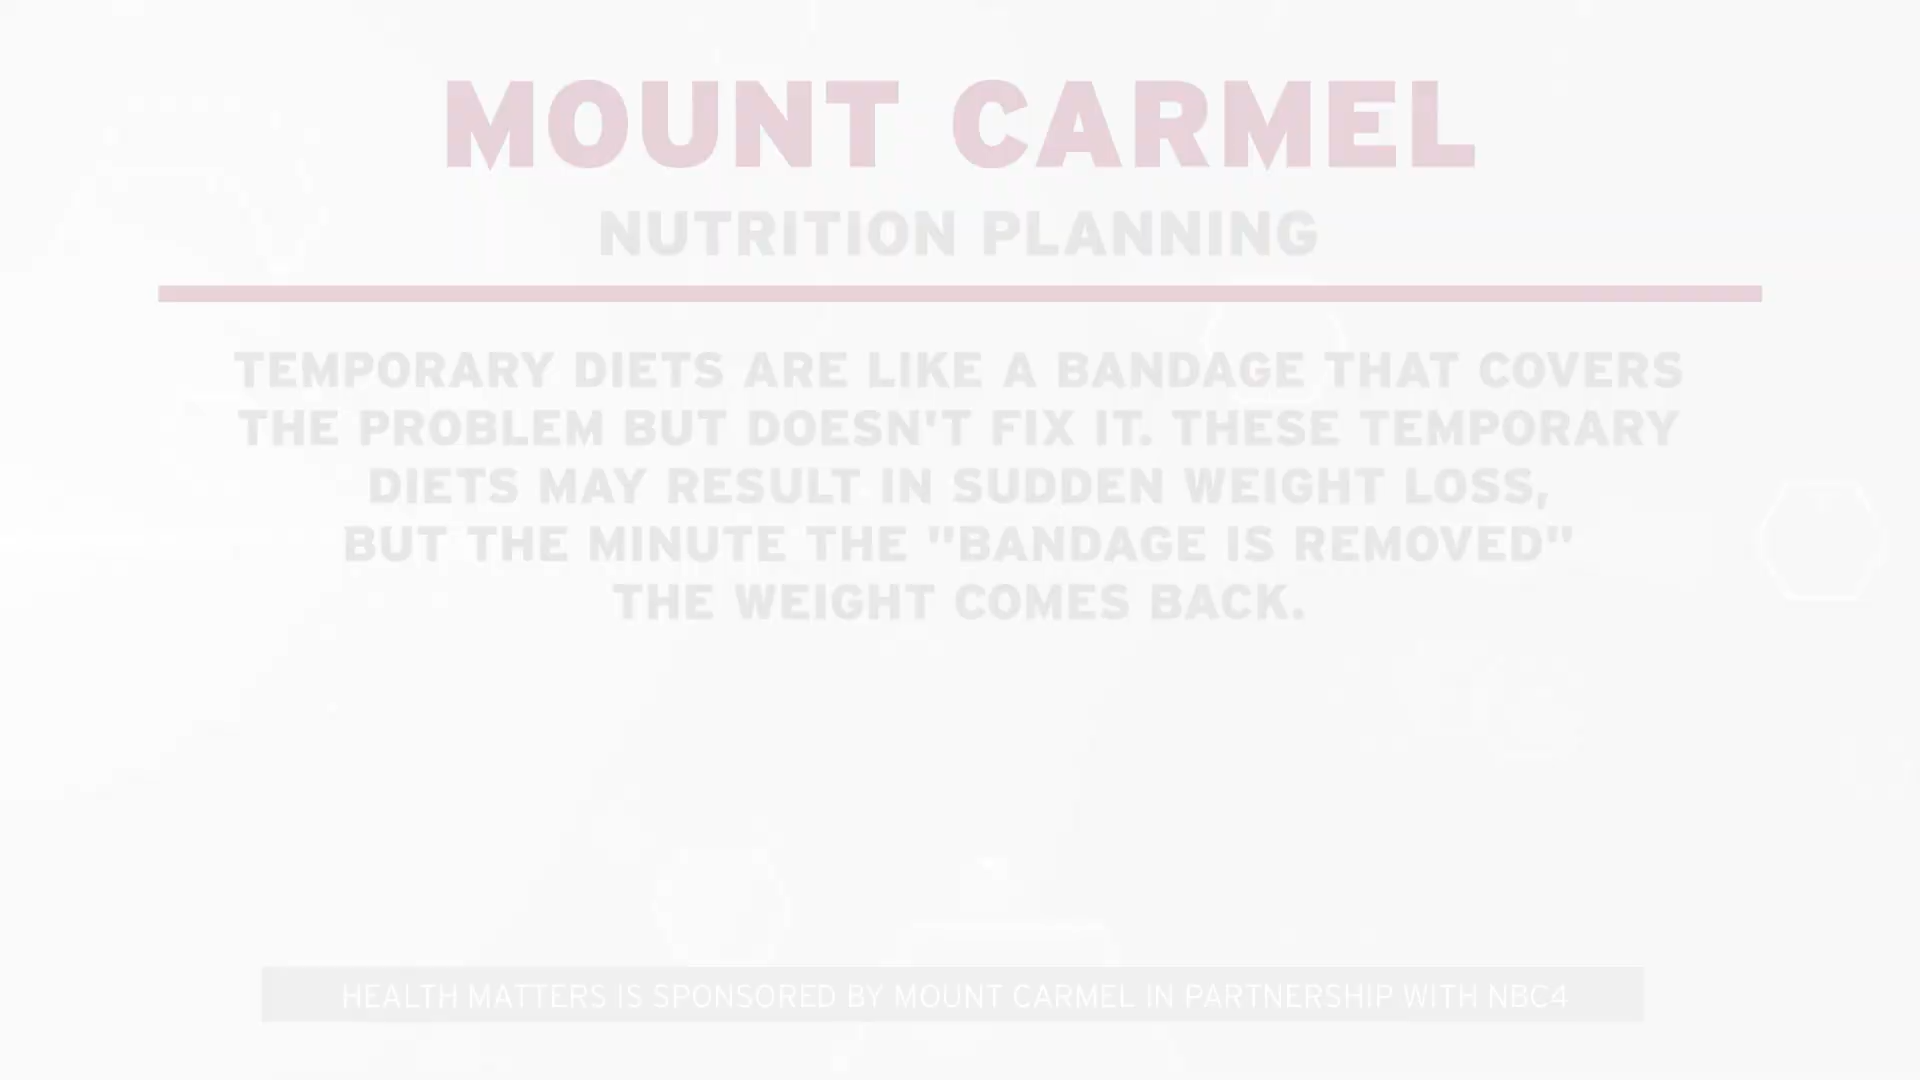 MOUNT CARMEL
NUTRITION PLANNING
TEMPORARY DIETS ARE LIKE A BANDAGE THAT COVERS
THE PROBLEM BUT DOESN'T FIX IT. THESE TEMPORARY
DIETS MAY RESULT IN SUDDEN WEIGHT LOSS,
BUT THE MINUTE THE "BANDAGE IS REMOVED"
THE WEIGHT COMES BACK.
HEALTH MATTERS IS SPONSORED BY MOUNT CARMEL IN PARTNERSHIP WITH NBC4